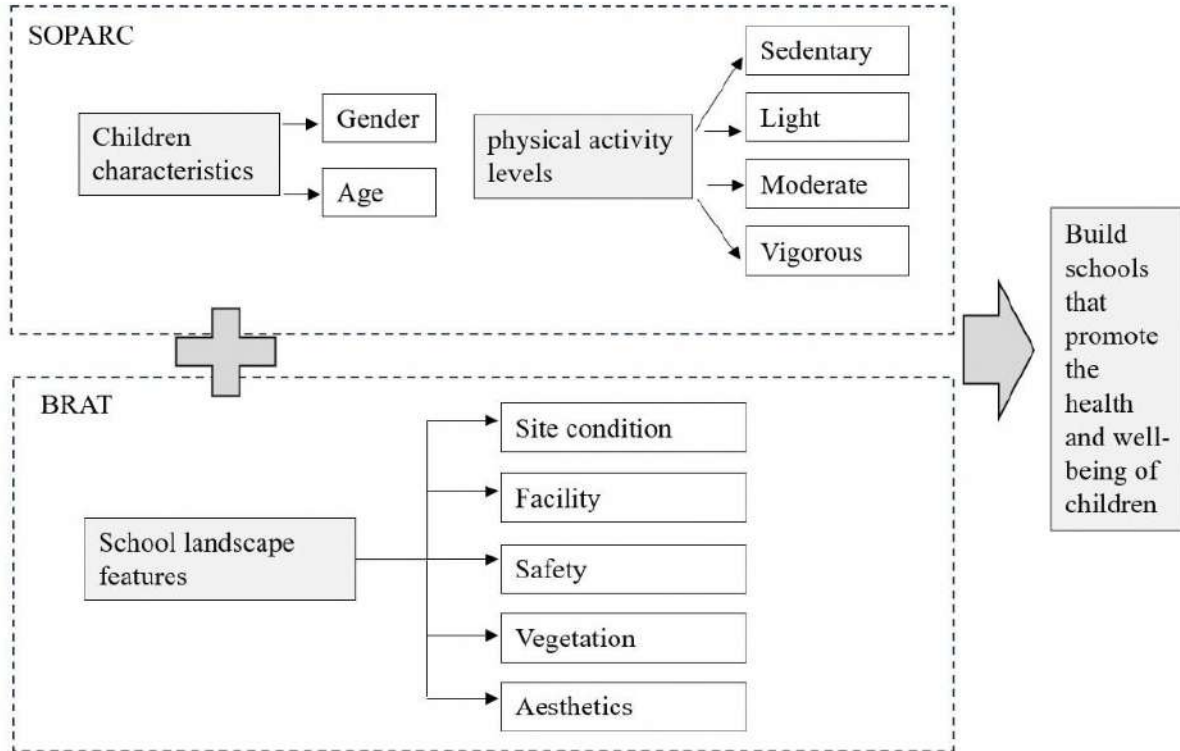 SOPARC
Children
characteristics
Gender
Age
physical activity
levels
Sedentary
Light
Moderate
Vigorous
BRAT
School landscape
features
Site condition
Facility
Safety
Vegetation
Aesthetics
Build
schools
that
promote
the
health
and well-
being of
children